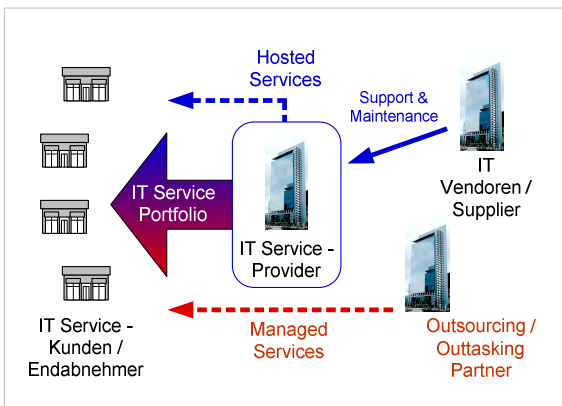 Hosted
Services
Support &
Maintenance
IT
Vendoren /
Supplier
IT Service
Portfolio
IT Service -
Provider
IT Service -
Kunden /
Endabnehmer
Managed
Services
Outsourcing /
Outtasking
Partner